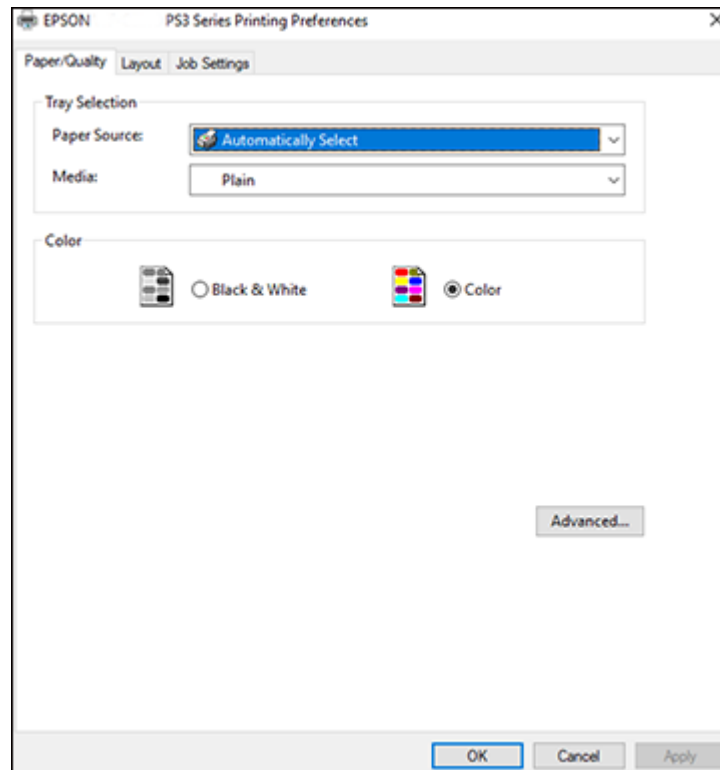 EPSON PS3 Series Printing Preferences
Paper/Quality Layout Job Settings
Tray Selection
Paper Source: Automatically Select
Media: Plain
Color
Black & White Color
Advanced...
OK Cancel Apply